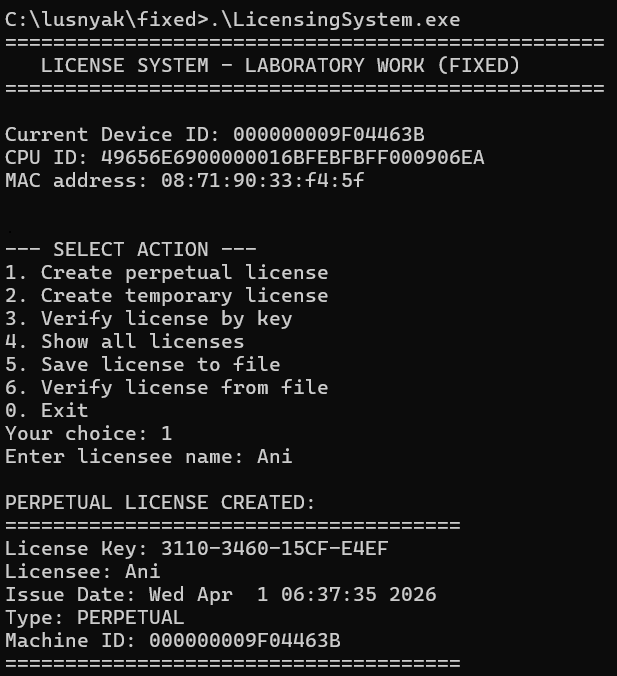 C:\lusnyak\fixed>.\LicensingSystem.exe
==================================================
   LICENSE SYSTEM - LABORATORY WORK (FIXED)
==================================================
Current Device ID: 000000009F04463B
CPU ID: 49656E6900000016BFEBFBFF000906EA
MAC address: 08:71:90:33:f4:5f
--- SELECT ACTION ---
1. Create perpetual license
2. Create temporary license
3. Verify license by key
4. Show all licenses
5. Save license to file
6. Verify license from file
0. Exit
Your choice: 1
Enter licensee name: Ani
PERPETUAL LICENSE CREATED:
======================================
License Key: 3110-3460-15CF-E4EF
Licensee: Ani
Issue Date: Wed Apr  1 06:37:35 2026
Type: PERPETUAL
Machine ID: 000000009F04463B
======================================